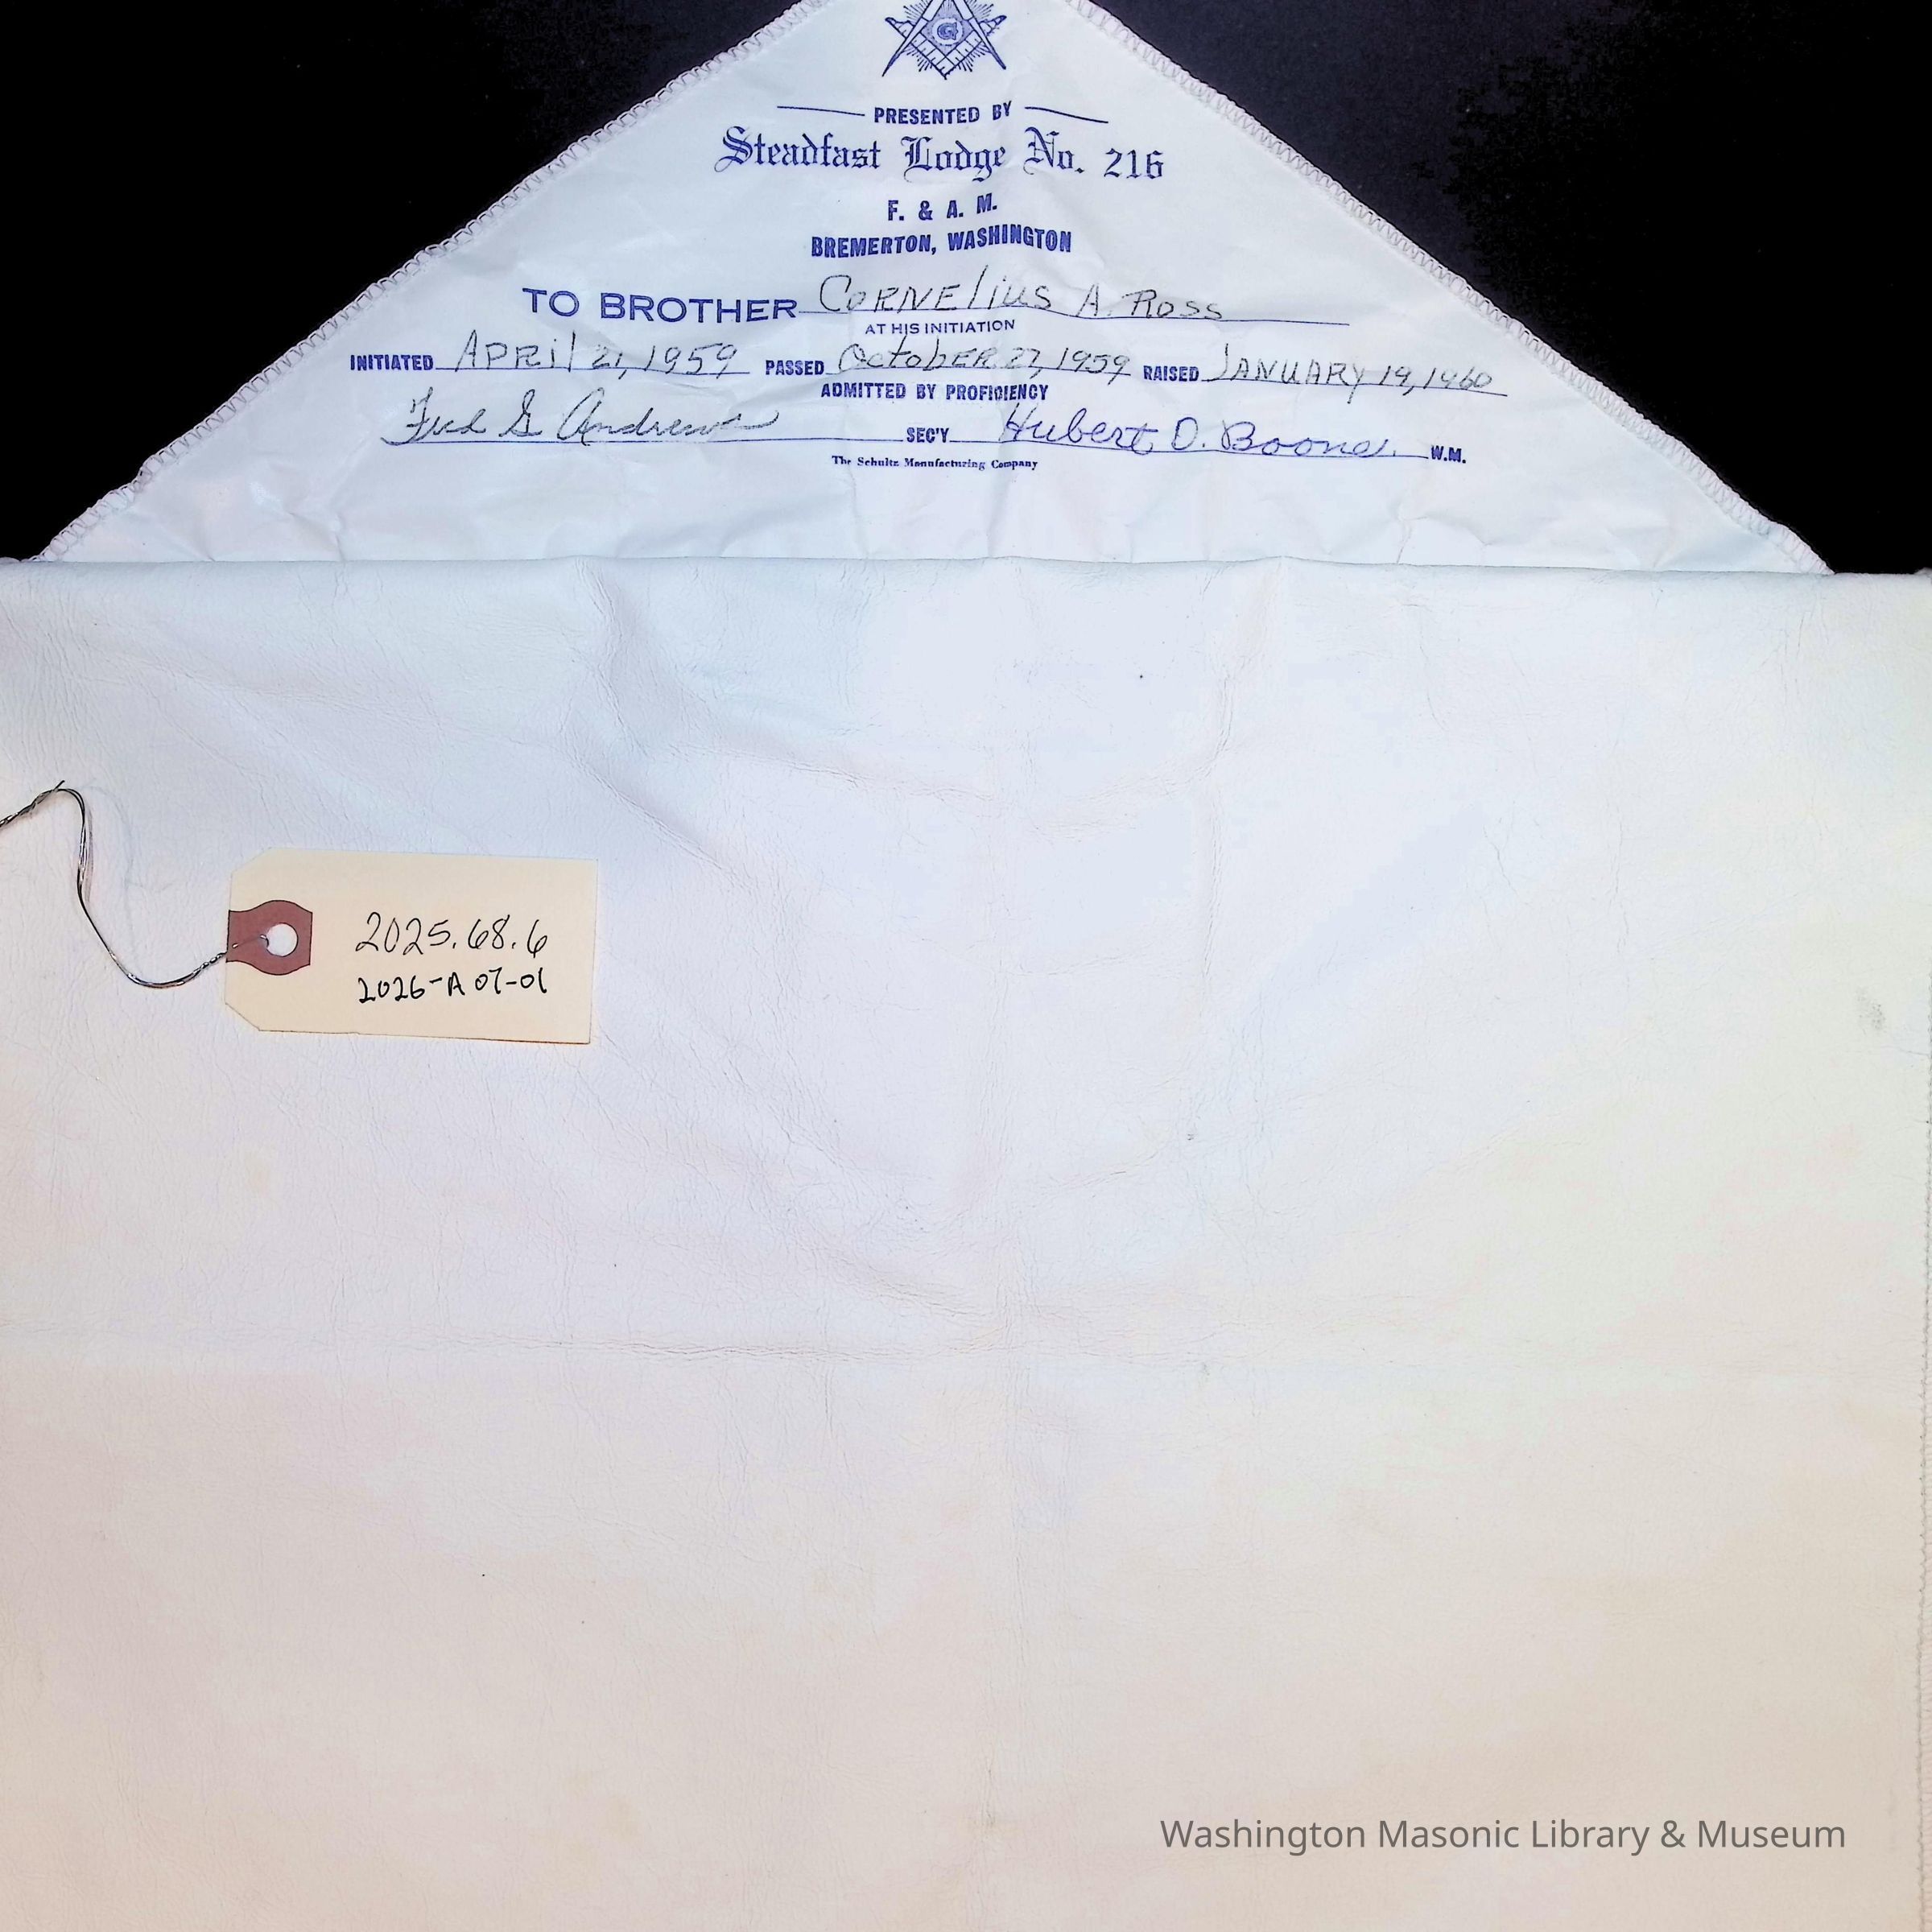 G
PRESENTED BY
Steadfast Lodge No. 216
F. & A. M.
BREMERTON, WASHINGTON
TO BROTHER CORNElius A. Ross
AT HIS INITIATION
INITIATED APRil 21, 1959 PASSED OctobER 27, 1959 RAISED JANUARY 19, 1960
ADMITTED BY PROFICIENCY
Fred G Andrews SEC'Y Hubert D. Boone. W.M.
The Schultz Manufacturing Company
2025.68.6
2026-A07-01
Washington Masonic Library & Museum